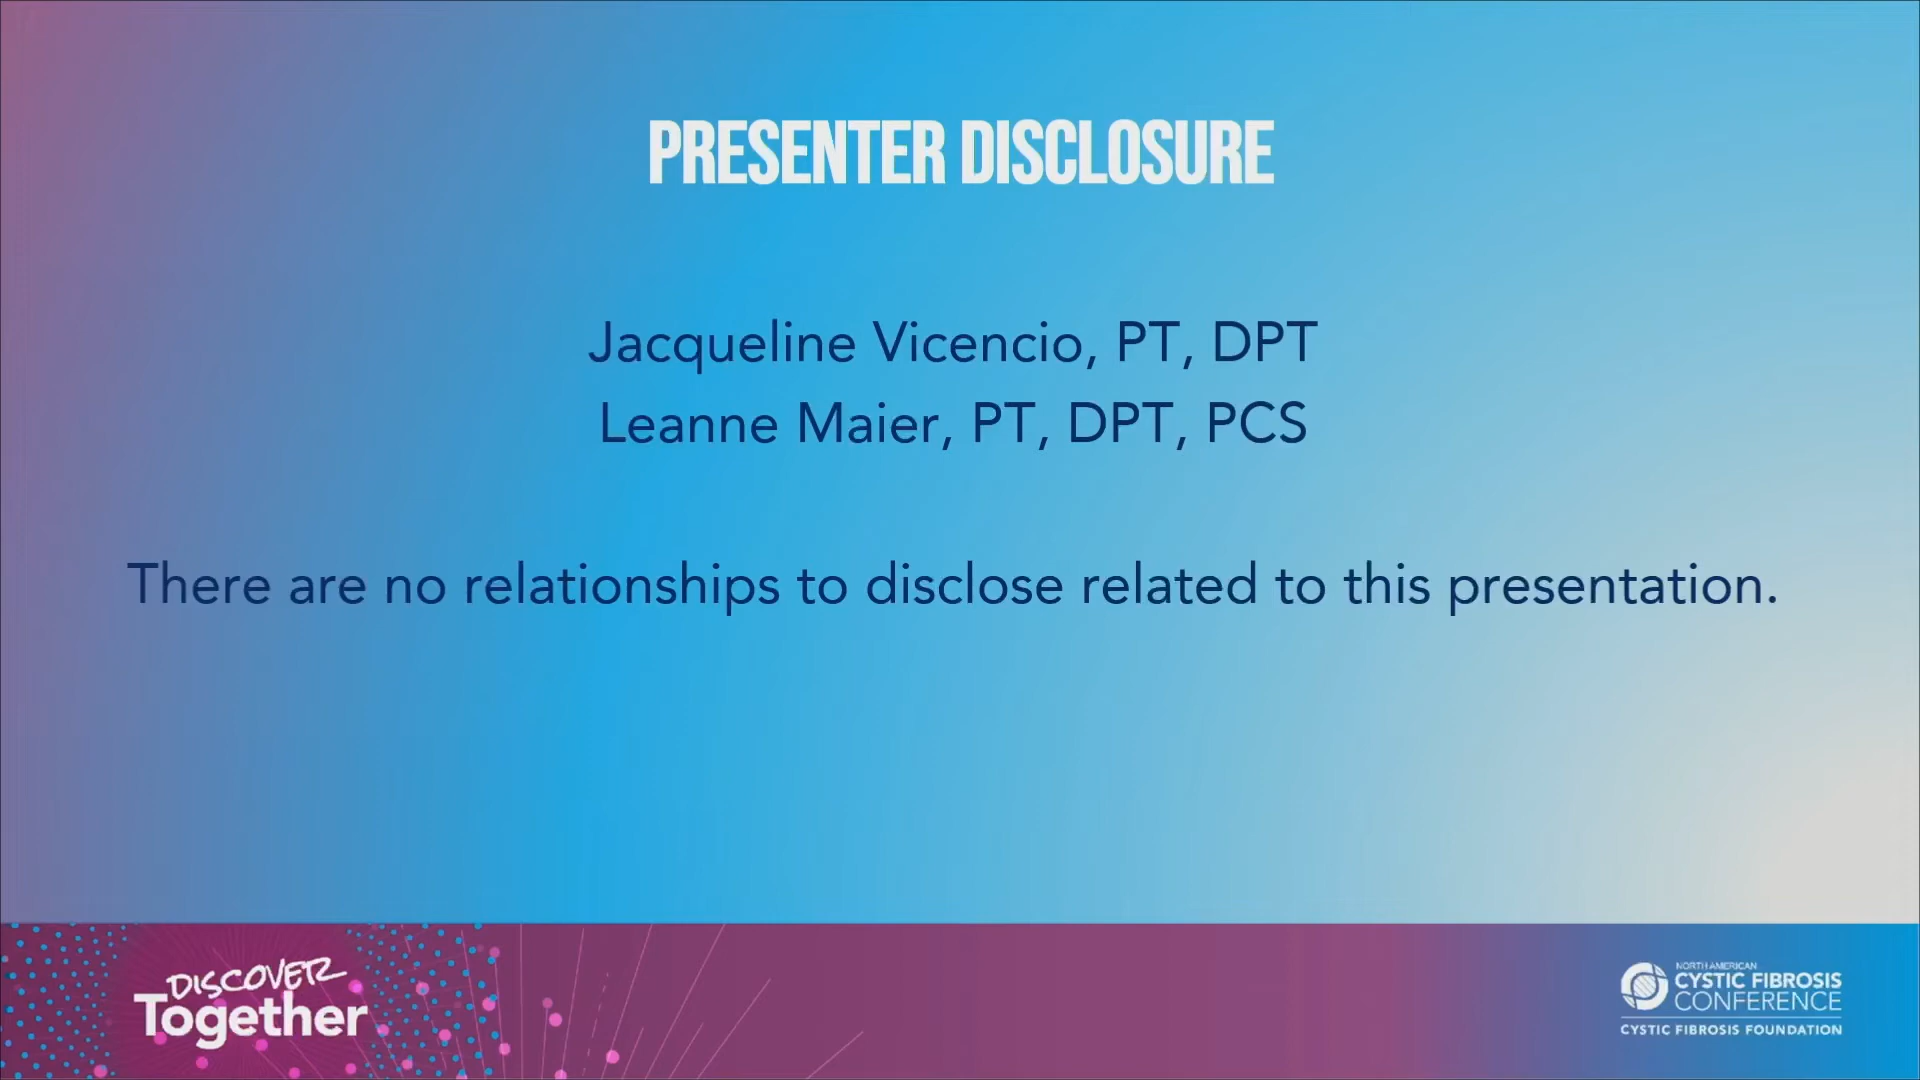 PRESENTER DISCLOSURE
Jacqueline Vicencio, PT, DPT
Leanne Maier, PT, DPT, PCS
There are no relationships to disclose related to this presentation.
DISCOVER
Together
NORTH AMERICAN
CYSTIC FIBROSIS
CONFERENCE
CYSTIC FIBROSIS FOUNDATION